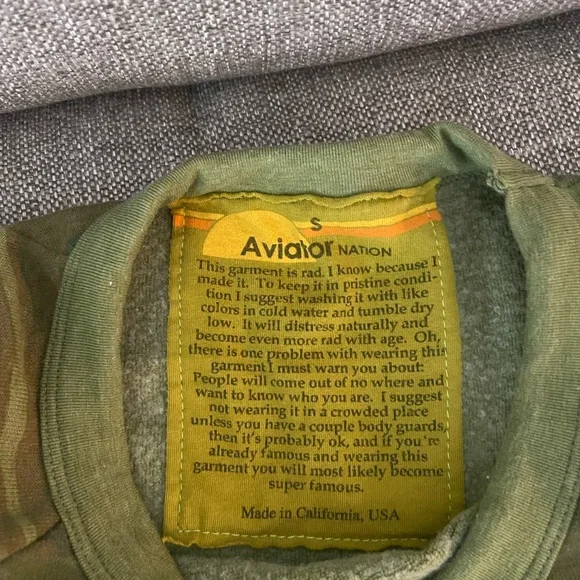 S
Aviator NATION
This garment is rad. I know because I
made it. To keep it in pristine condi-
tion I suggest washing it with like
colors in cold water and tumble dry
low. It will distress naturally and
become even more rad with age. Oh,
there is one problem with wearing this
garment I must warn you about:
People will come out of no where and
want to know who you are. I suggest
not wearing it in a crowded place
unless you have a couple body guards,
then it's probably ok, and if you're
already famous and wearing this
garment you will most likely become
super famous.
Made in California, USA